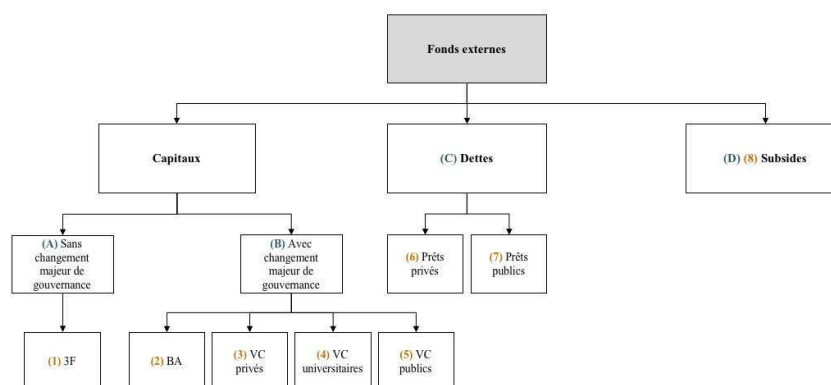 Fonds externes
Capitaux
(C) Dettes
(D) (8) Subsides
(A) Sans
changement
majeur de
gouvernance
(B) Avec
changement
majeur de
gouvernance
(6) Prêts
privés
(7) Prêts
publics
(1) 3F
(2) BA
(3) VC
privés
(4) VC
universitaires
(5) VC
publics